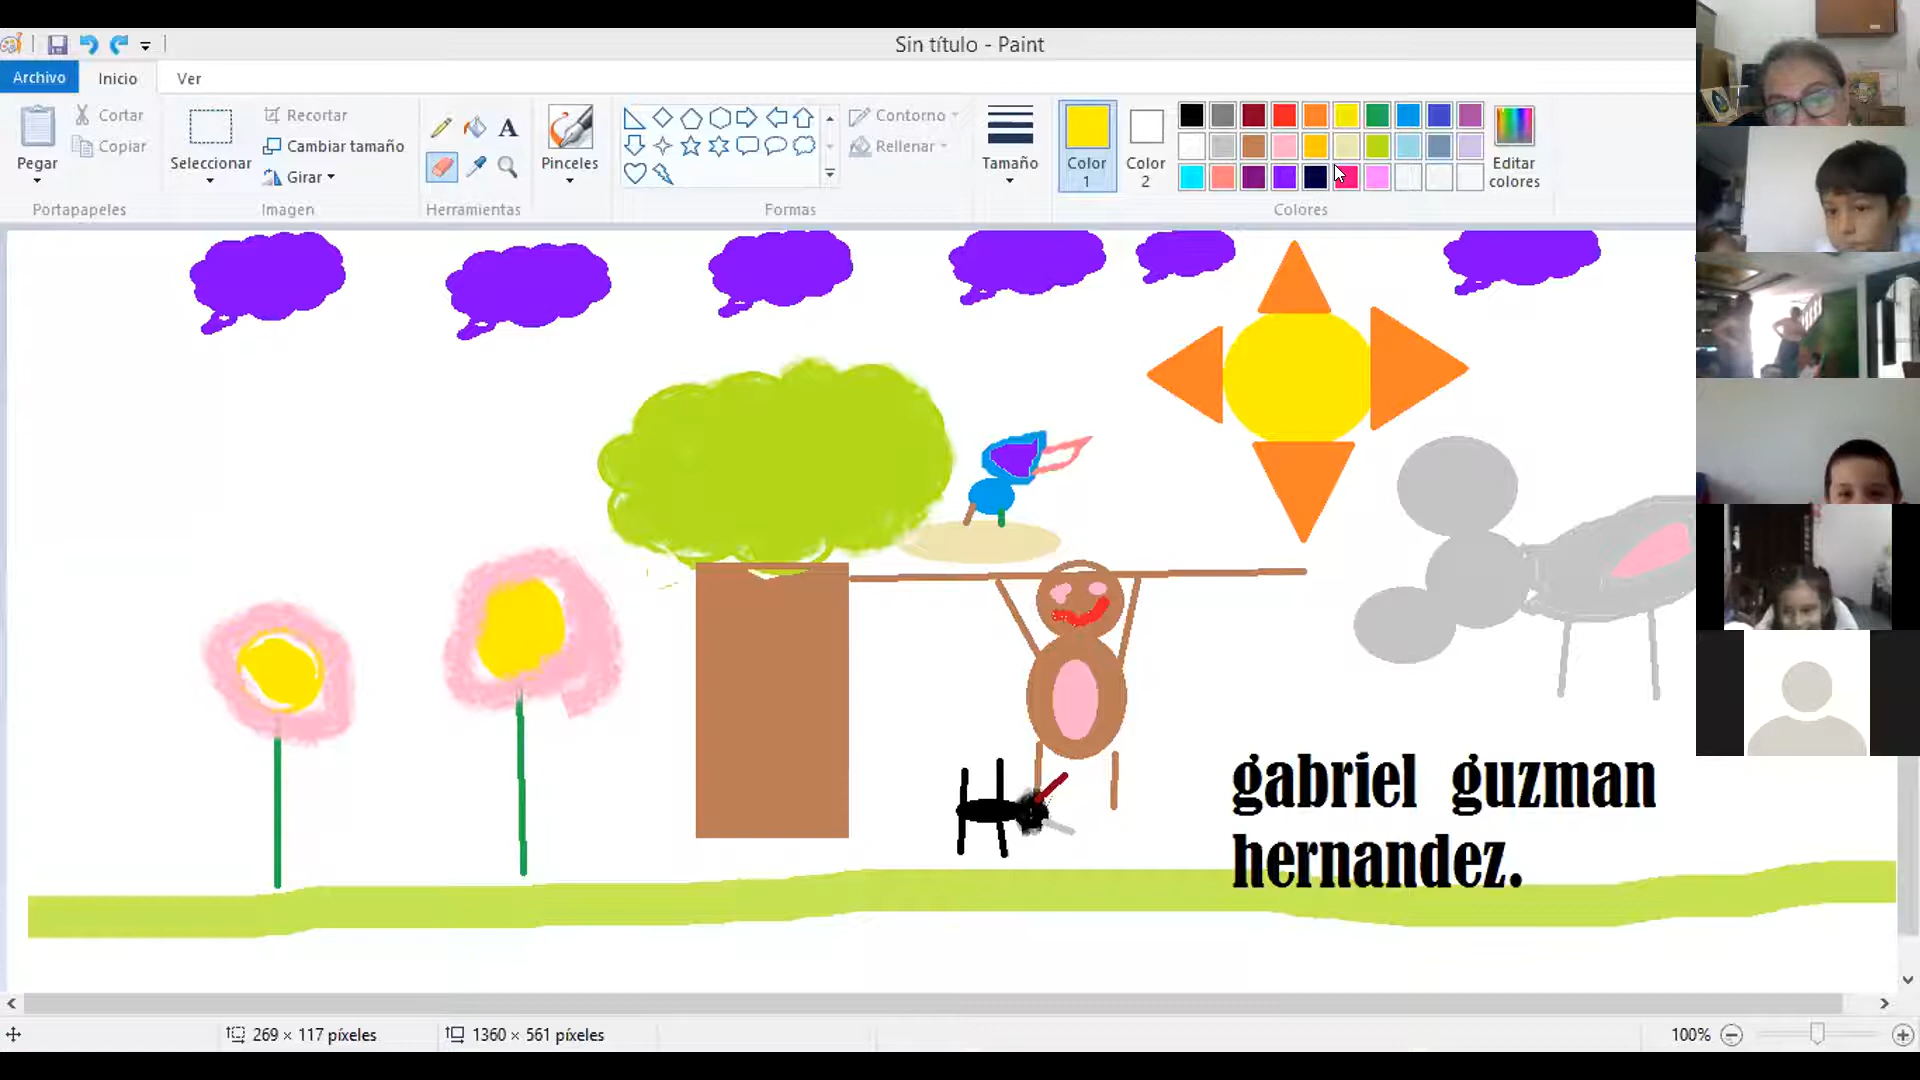 Sin título - Paint
Archivo Inicio Ver
Pegar
Cortar
Copiar
Portapapeles
Seleccionar
Recortar
Cambiar tamaño
Girar
Imagen
A
Herramientas
Pinceles
Formas
Contorno
Rellenar
Tamaño
Color
1
Color
2
Editar
colores
Colores
gabriel guzman
hernandez.
269 × 117 píxeles 1360 × 561 píxeles 100%